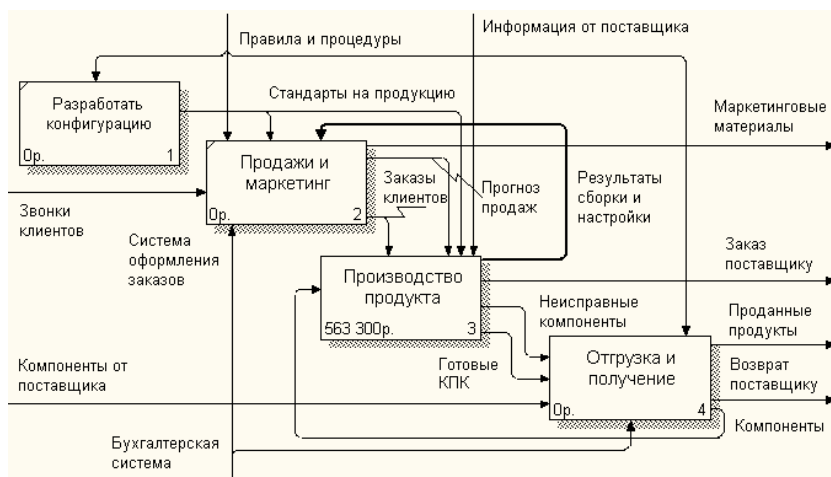 Правила и процедуры
Информация от поставщика
Разработать
конфигурацию
0р.
1
Стандарты на продукцию
Маркетинговые
материалы
Продажи и
маркетинг
0р.
2
Заказы
клиентов
Прогноз
продаж
Результаты
сборки и
настройки
Звонки
клиентов
Система
оформления
заказов
Заказ
поставщику
Производство
продукта
563 300р.
3
Неисправные
компоненты
Проданные
продукты
Готовые
КПК
Отгрузка и
получение
0р.
4
Компоненты от
поставщика
Возврат
поставщику
Компоненты
Бухгалтерская
система